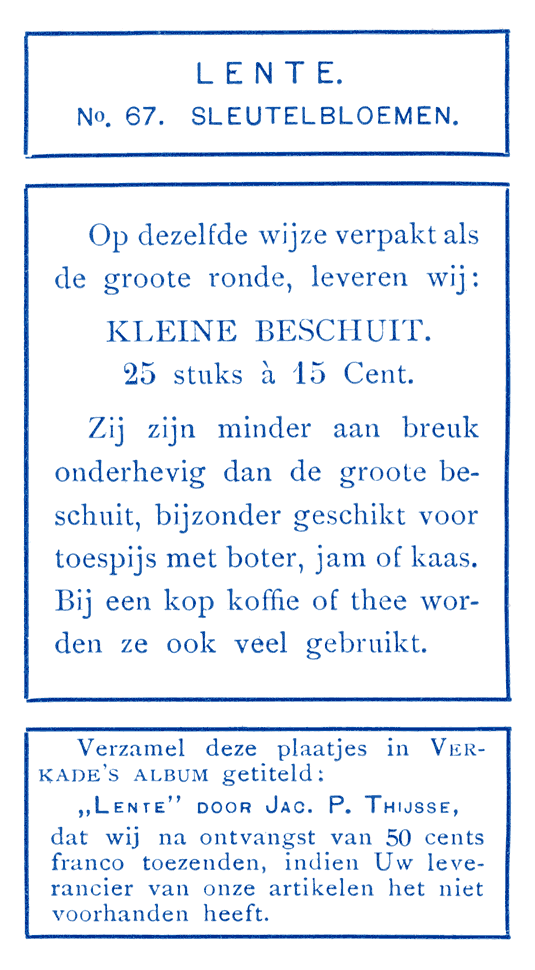 LENTE.
No. 67. SLEUTELBLOEMEN.
Op dezelfde wijze verpakt als
de groote ronde, leveren wij:
KLEINE BESCHUIT.
25 stuks à 15 Cent.
Zij zijn minder aan breuk
onderhevig dan de groote be-
schuit, bijzonder geschikt voor
toespijs met boter, jam of kaas.
Bij een kop koffie of thee wor-
den ze ook veel gebruikt.
Verzamel deze plaatjes in VER-
KADE'S ALBUM getiteld:
„LENTE” DOOR JAC. P. THIJSSE,
dat wij na ontvangst van 50 cents
franco toezenden, indien Uw leve-
rancier van onze artikelen het niet
voorhanden heeft.